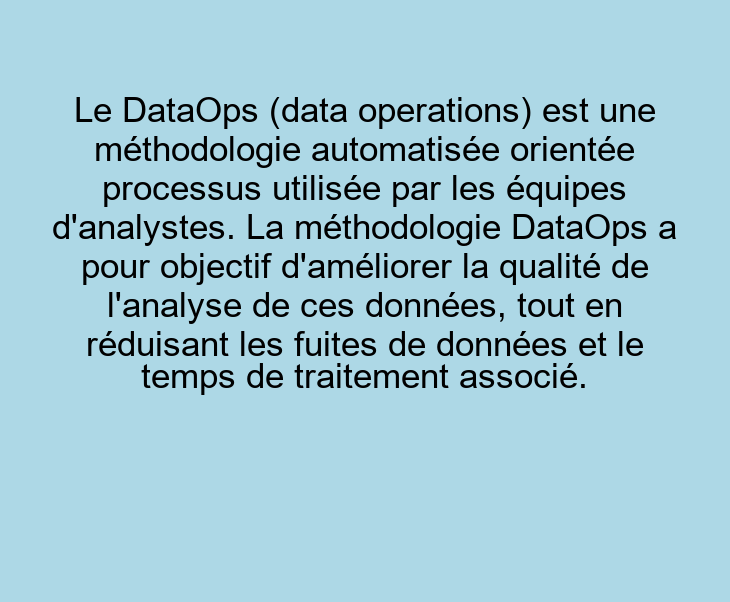 Le DataOps (data operations) est une
méthodologie automatisée orientée
processus utilisée par les équipes
d'analystes. La méthodologie DataOps a
pour objectif d'améliorer la qualité de
l'analyse de ces données, tout en
réduisant les fuites de données et le
temps de traitement associé.